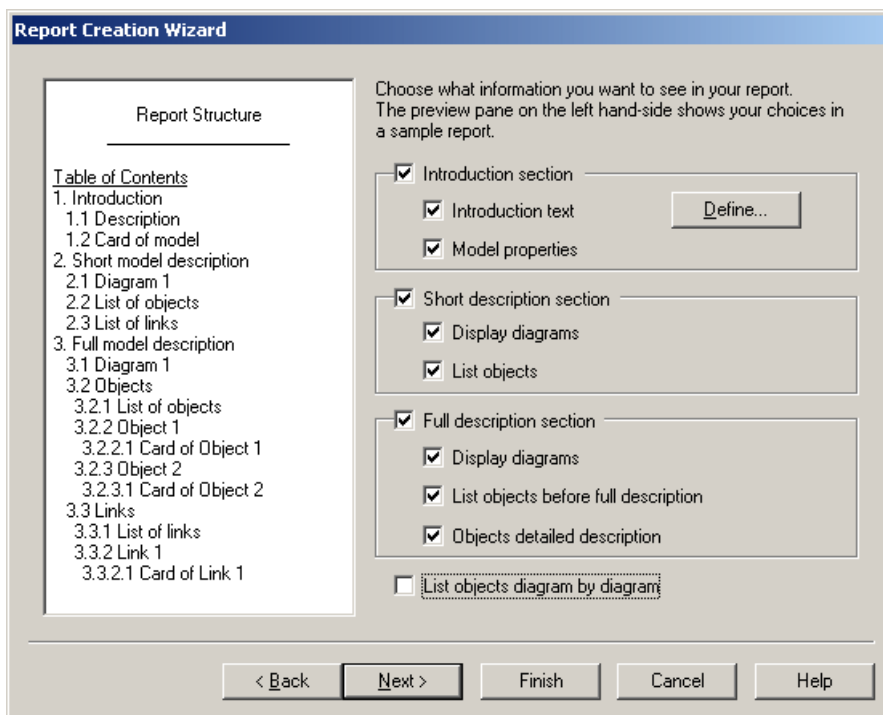 Report Creation Wizard
Report Structure
Table of Contents
1. Introduction
1.1 Description
1.2 Card of model
2. Short model description
2.1 Diagram 1
2.2 List of objects
2.3 List of links
3. Full model description
3.1 Diagram 1
3.2 Objects
3.2.1 List of objects
3.2.2 Object 1
3.2.2.1 Card of Object 1
3.2.3 Object 2
3.2.3.1 Card of Object 2
3.3 Links
3.3.1 List of links
3.3.2 Link 1
3.3.2.1 Card of Link 1
Choose what information you want to see in your report.
The preview pane on the left hand-side shows your choices in
a sample report.
Introduction section
Introduction text
Define...
Model properties
Short description section
Display diagrams
List objects
Full description section
Display diagrams
List objects before full description
Objects detailed description
List objects diagram by diagram
< Back
Next >
Finish
Cancel
Help